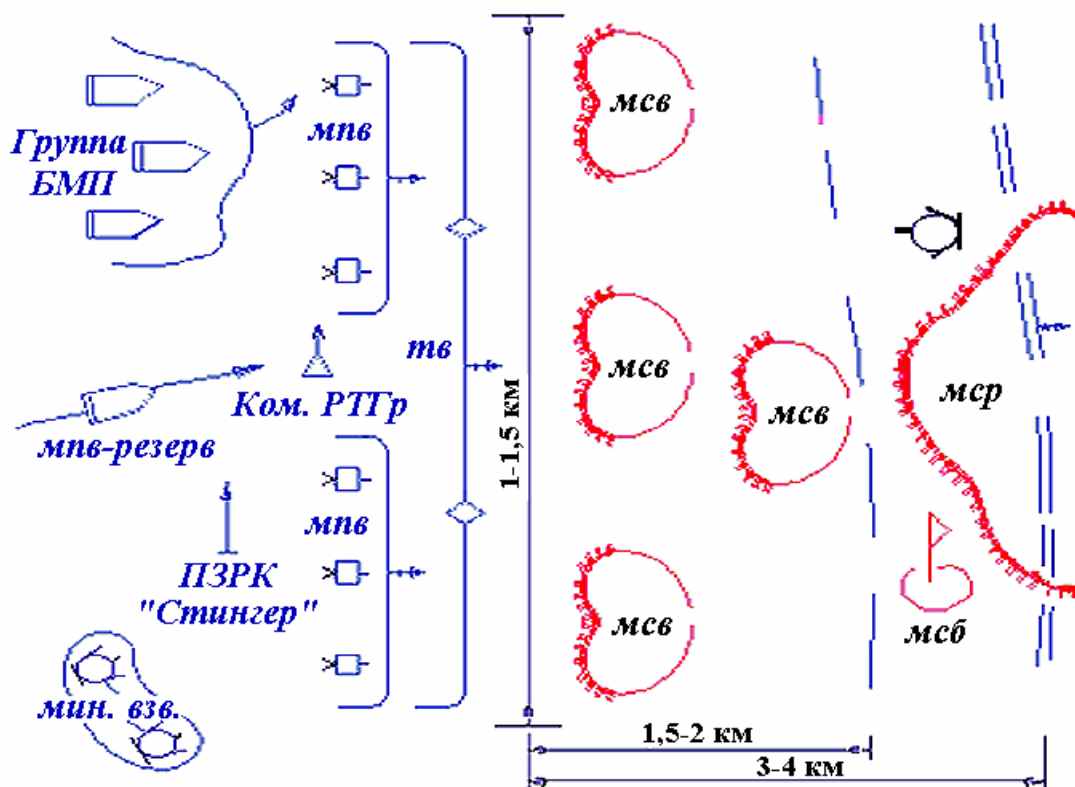 Группа
БМП
мпв
мпв-резерв
Ком. РТГр
тв
мпв
ПЗРК
"Стингер"
мин. взв.
1-1,5 км
мсв
мсв
мсв
мсв
мср
мсб
1,5-2 км
3-4 км